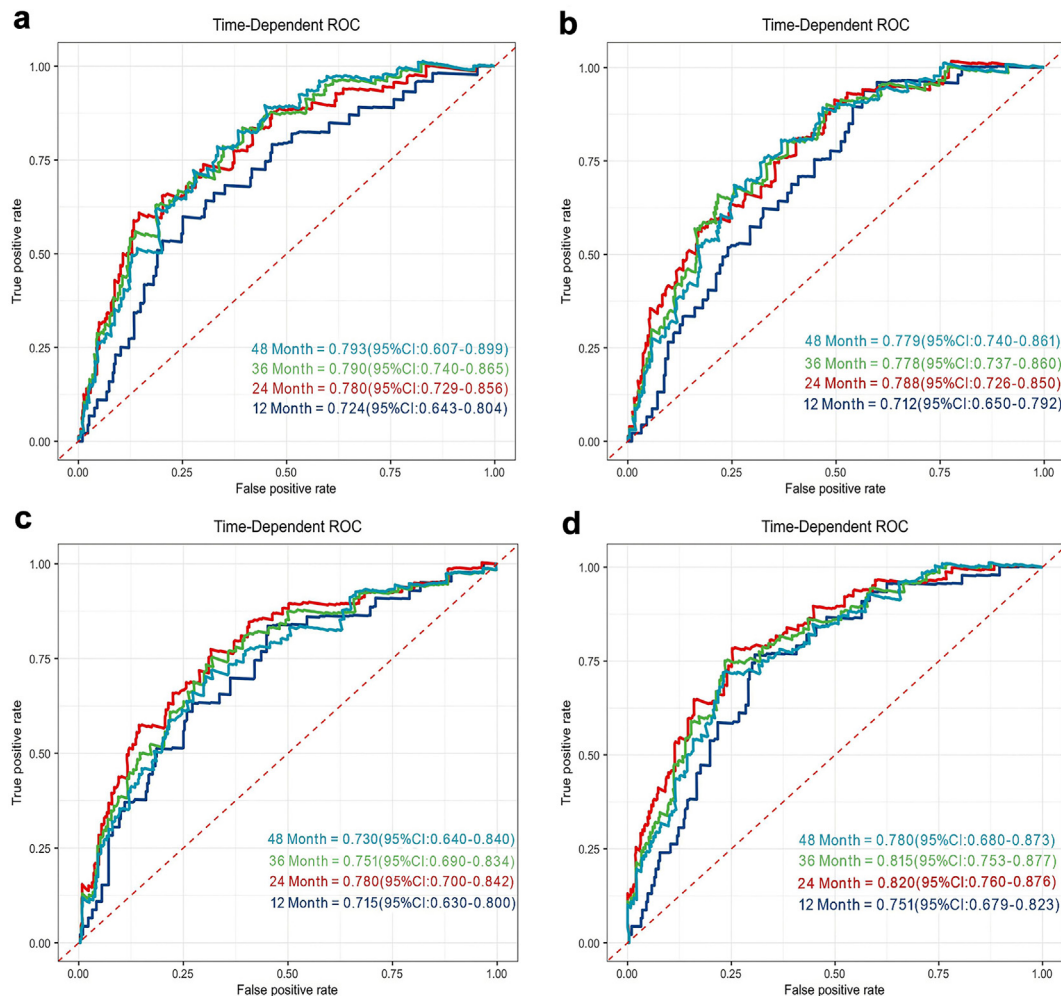 a
Time-Dependent ROC
True positive rate
1.00
0.75
0.50
0.25
0.00
48 Month = 0.793(95%CI:0.607-0.899)
36 Month = 0.790(95%CI:0.740-0.865)
24 Month = 0.780(95%CI:0.729-0.856)
12 Month = 0.724(95%CI:0.643-0.804)
0.00 0.25 0.50 0.75 1.00
False positive rate
b
Time-Dependent ROC
True positive rate
1.00
0.75
0.50
0.25
0.00
48 Month = 0.779(95%CI:0.740-0.861)
36 Month = 0.778(95%CI:0.737-0.860)
24 Month = 0.788(95%CI:0.726-0.850)
12 Month = 0.712(95%CI:0.650-0.792)
0.00 0.25 0.50 0.75 1.00
False positive rate
c
Time-Dependent ROC
True positive rate
1.00
0.75
0.50
0.25
0.00
48 Month = 0.730(95%CI:0.640-0.840)
36 Month = 0.751(95%CI:0.690-0.834)
24 Month = 0.780(95%CI:0.700-0.842)
12 Month = 0.715(95%CI:0.630-0.800)
0.00 0.25 0.50 0.75 1.00
False positive rate
d
Time-Dependent ROC
True positive rate
1.00
0.75
0.50
0.25
0.00
48 Month = 0.780(95%CI:0.680-0.873)
36 Month = 0.815(95%CI:0.753-0.877)
24 Month = 0.820(95%CI:0.760-0.876)
12 Month = 0.751(95%CI:0.679-0.823)
0.00 0.25 0.50 0.75 1.00
False positive rate